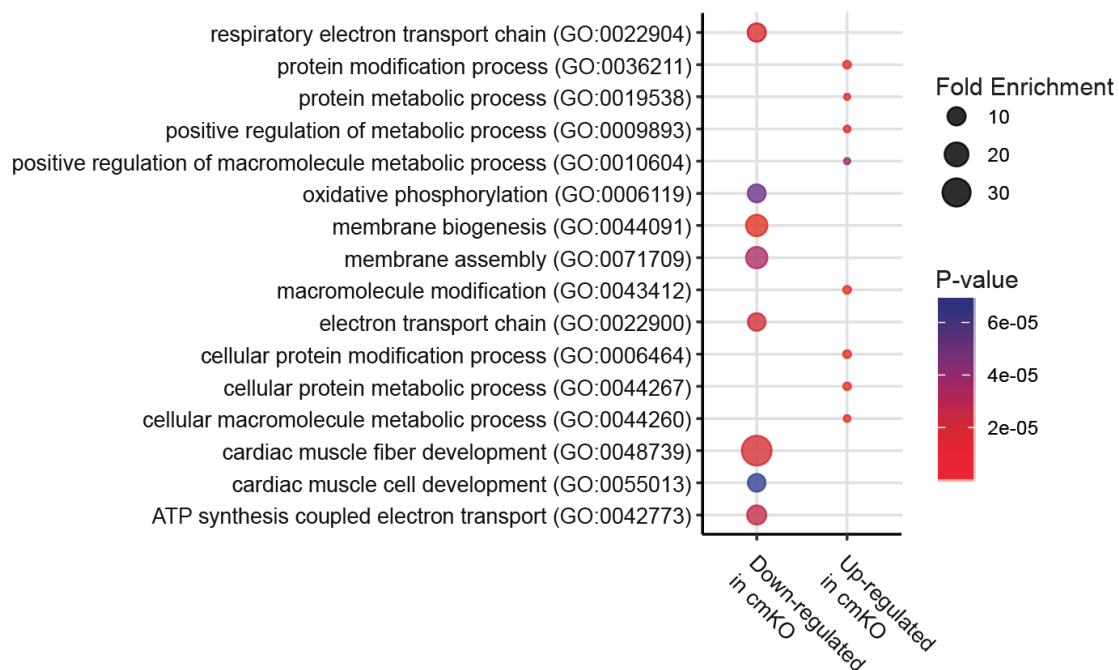 respiratory electron transport chain (GO:0022904)
protein modification process (GO:0036211)
protein metabolic process (GO:0019538)
positive regulation of metabolic process (GO:0009893)
positive regulation of macromolecule metabolic process (GO:0010604)
oxidative phosphorylation (GO:0006119)
membrane biogenesis (GO:0044091)
membrane assembly (GO:0071709)
macromolecule modification (GO:0043412)
electron transport chain (GO:0022900)
cellular protein modification process (GO:0006464)
cellular protein metabolic process (GO:0044267)
cellular macromolecule metabolic process (GO:0044260)
cardiac muscle fiber development (GO:0048739)
cardiac muscle cell development (GO:0055013)
ATP synthesis coupled electron transport (GO:0042773)
Down-regulated
in cmKO
Up-regulated
in cmKO
Fold Enrichment
10
20
30
P-value
6e-05
4e-05
2e-05